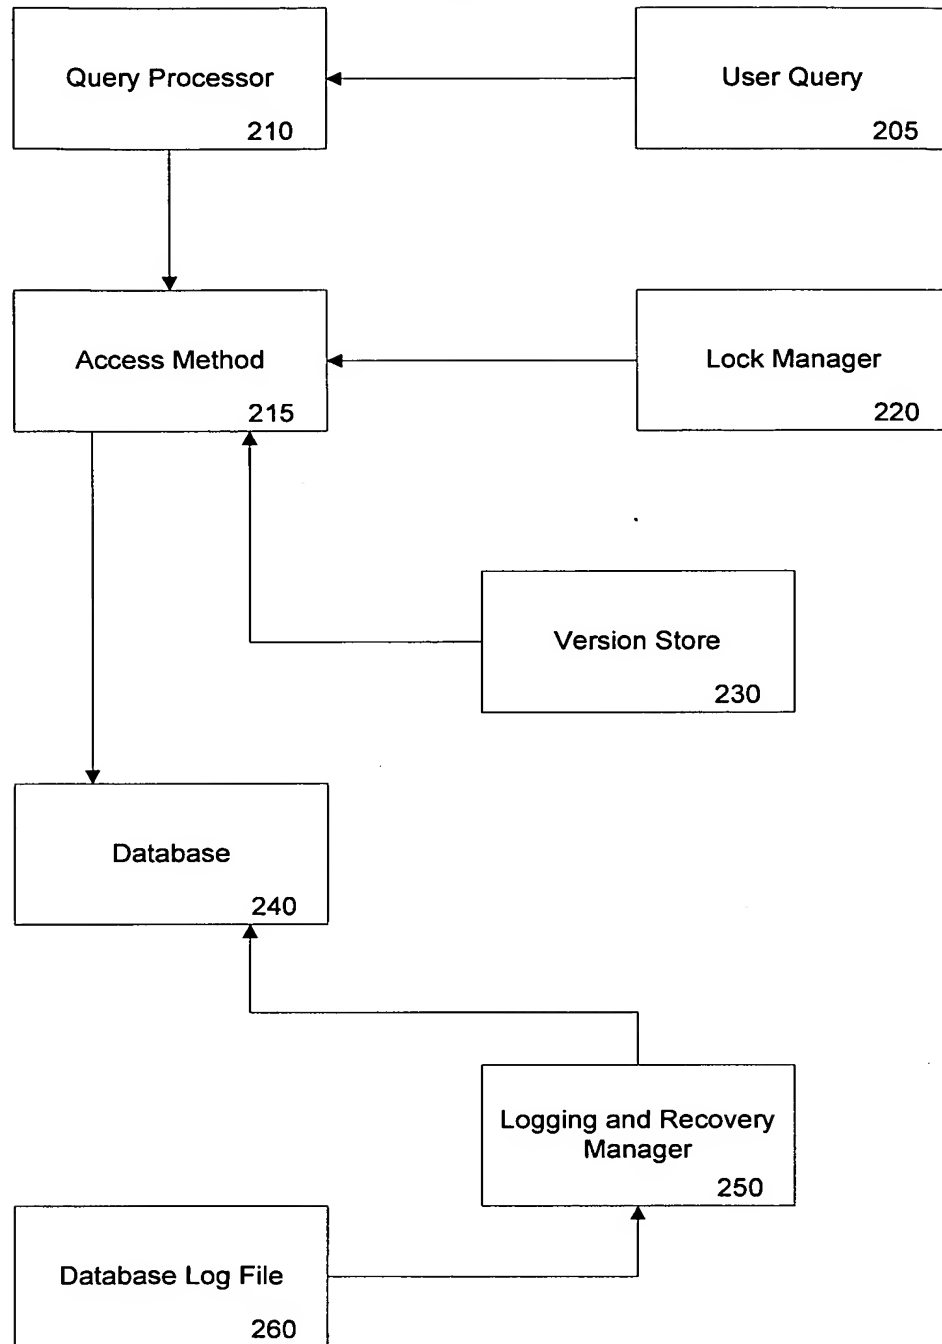 Query Processor
210
User Query
205
Access Method
215
Lock Manager
220
Version Store
230
Database
240
Logging and Recovery
Manager
250
Database Log File
260